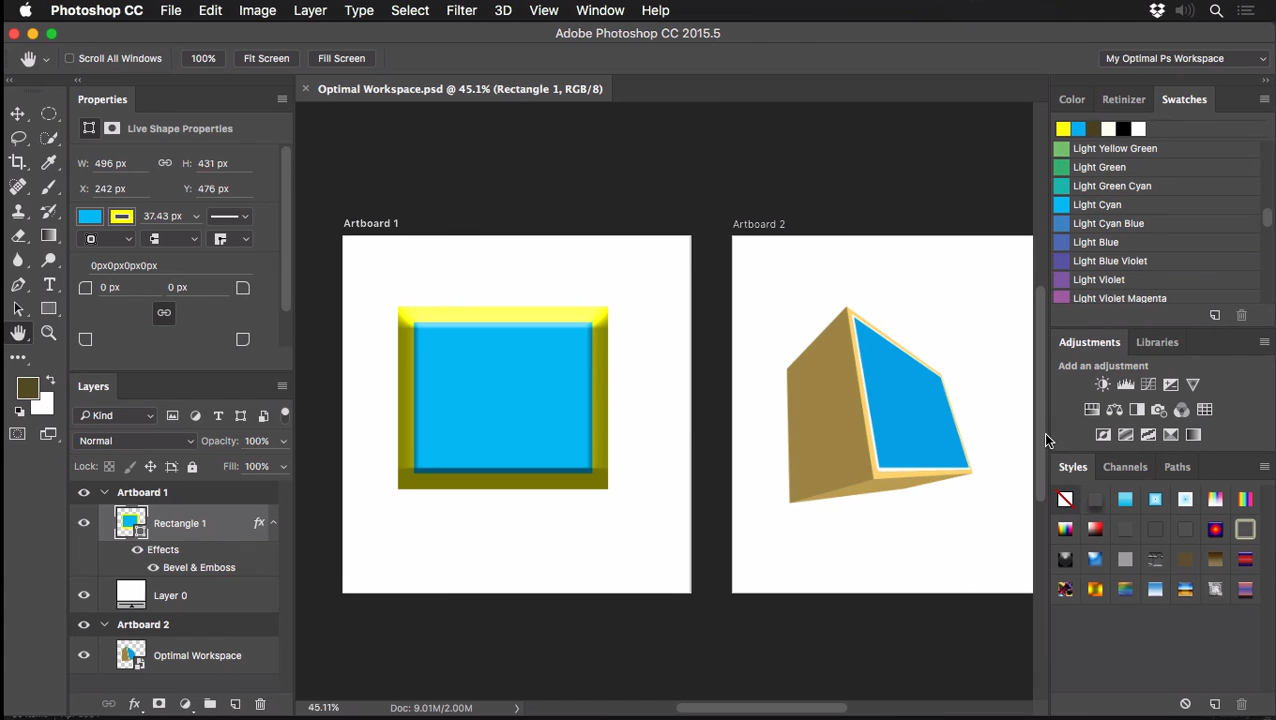 Photoshop CC File Edit Image Layer Type Select Filter 3D View Window Help
Adobe Photoshop CC 2015.5
Scroll All Windows 100% Fit Screen Fill Screen My Optimal Ps Workspace
Properties
Live Shape Properties
W: 496 px H: 431 px
X: 242 px Y: 476 px
37.43 px
0px0px0px0px
0 px 0 px
Layers
Kind
Normal Opacity: 100%
Lock: Fill: 100%
Artboard 1
Rectangle 1 fx
Effects
Bevel & Emboss
Layer 0
Artboard 2
Optimal Workspace
fx
Optimal Workspace.psd @ 45.1% (Rectangle 1, RGB/8)
Artboard 1
Artboard 2
45.11% Doc: 9.01M/2.00M
Color Retinizer Swatches
Light Yellow Green
Light Green
Light Green Cyan
Light Cyan
Light Cyan Blue
Light Blue
Light Blue Violet
Light Violet
Light Violet Magenta
Adjustments Libraries
Add an adjustment
Styles Channels Paths